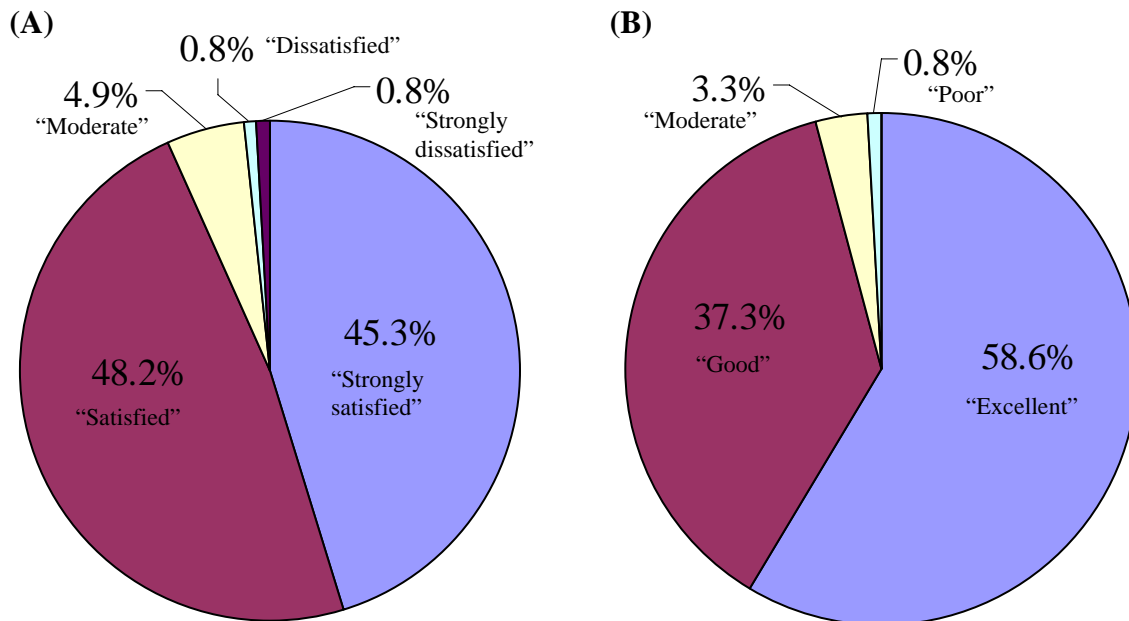 (A)
0.8% “Dissatisfied”
4.9%
“Moderate”
0.8%
“Strongly
dissatisfied”
45.3%
“Strongly
satisfied”
48.2%
“Satisfied”
(B)
0.8%
“Poor”
3.3%
“Moderate”
37.3%
“Good”
58.6%
“Excellent”